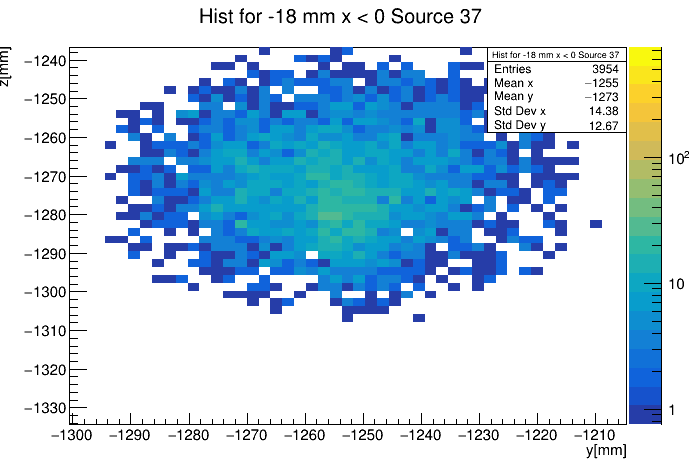 Hist for -18 mm x < 0 Source 37
z[mm]
Hist for -18 mm x < 0 Source 37
Entries 3954
Mean x −1255
Mean y −1273
Std Dev x 14.38
Std Dev y 12.67
−1240
−1250
−1260
−1270
−1280
−1290
−1300
−1310
−1320
−1330
10²
10
1
−1300 −1290 −1280 −1270 −1260 −1250 −1240 −1230 −1220 −1210
y[mm]